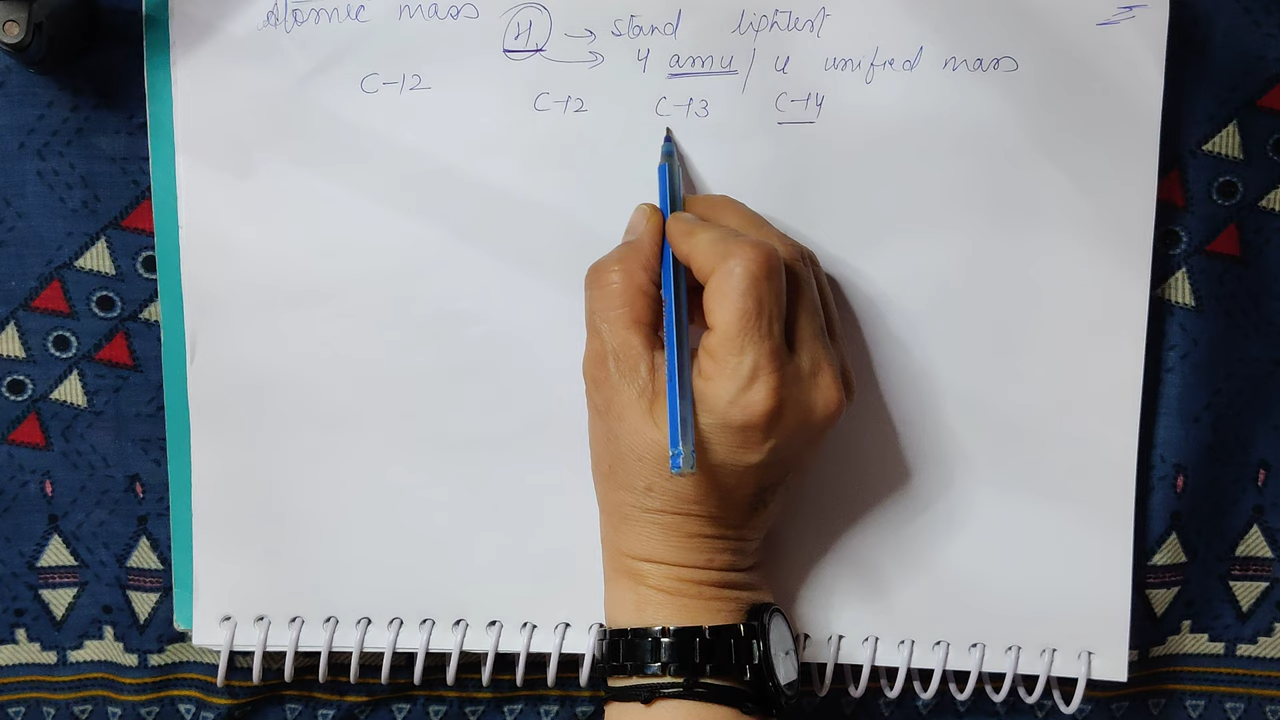 Atomic mass H → stand lightest
→ 4 amu / u unified mass
C-12
C-12 C-13 C-14